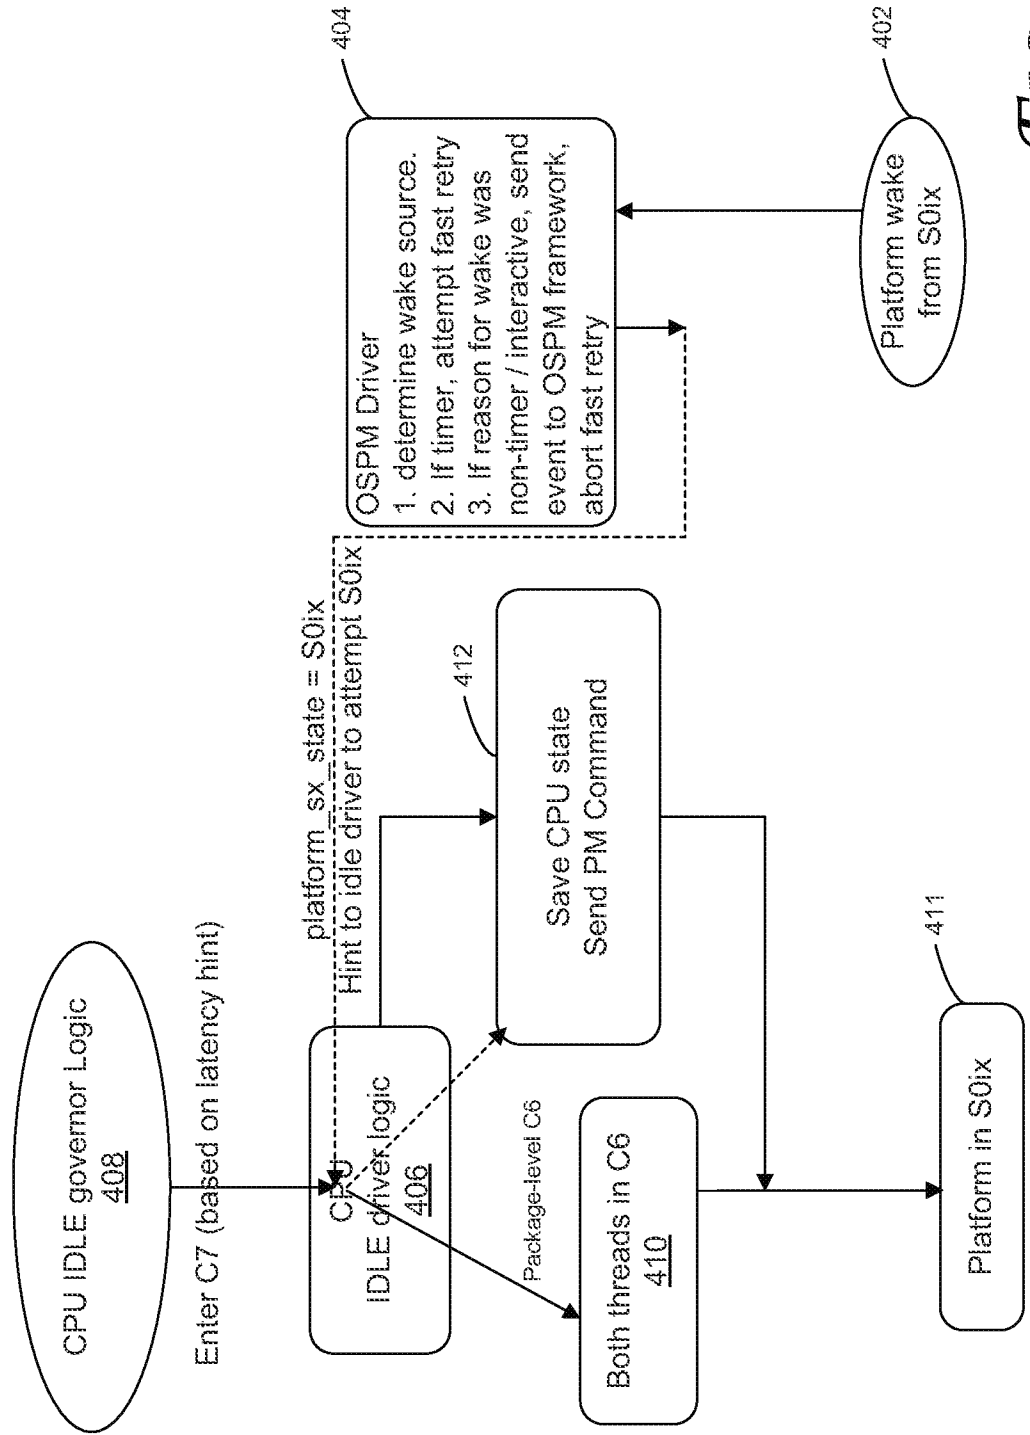 CPU IDLE governor Logic
408
Enter C7 (based on latency hint)
CPU
IDLE driver logic
406
platform_sx_state = S0ix
Hint to idle driver to attempt S0ix
OSPM Driver
1. determine wake source.
2. If timer, attempt fast retry
3. If reason for wake was
non-timer / interactive, send
event to OSPM framework,
abort fast retry
404
Platform wake
from S0ix
402
Save CPU state
Send PM Command
412
Package-level C6
Both threads in C6
410
Platform in S0ix
411